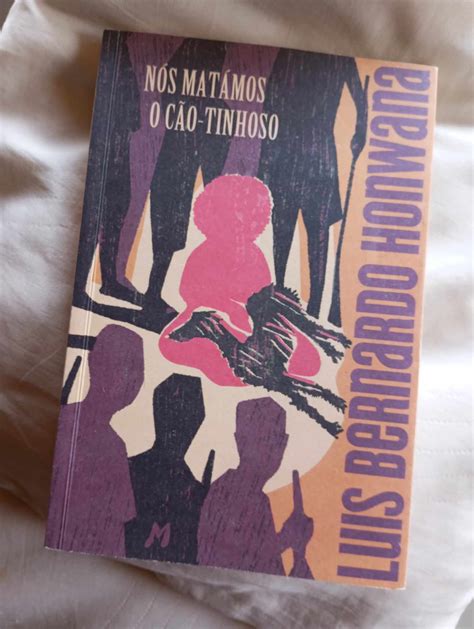 NÓS MATÁMOS
O CÃO-TINHOSO
LUIS BERNARDO HONWANA
M